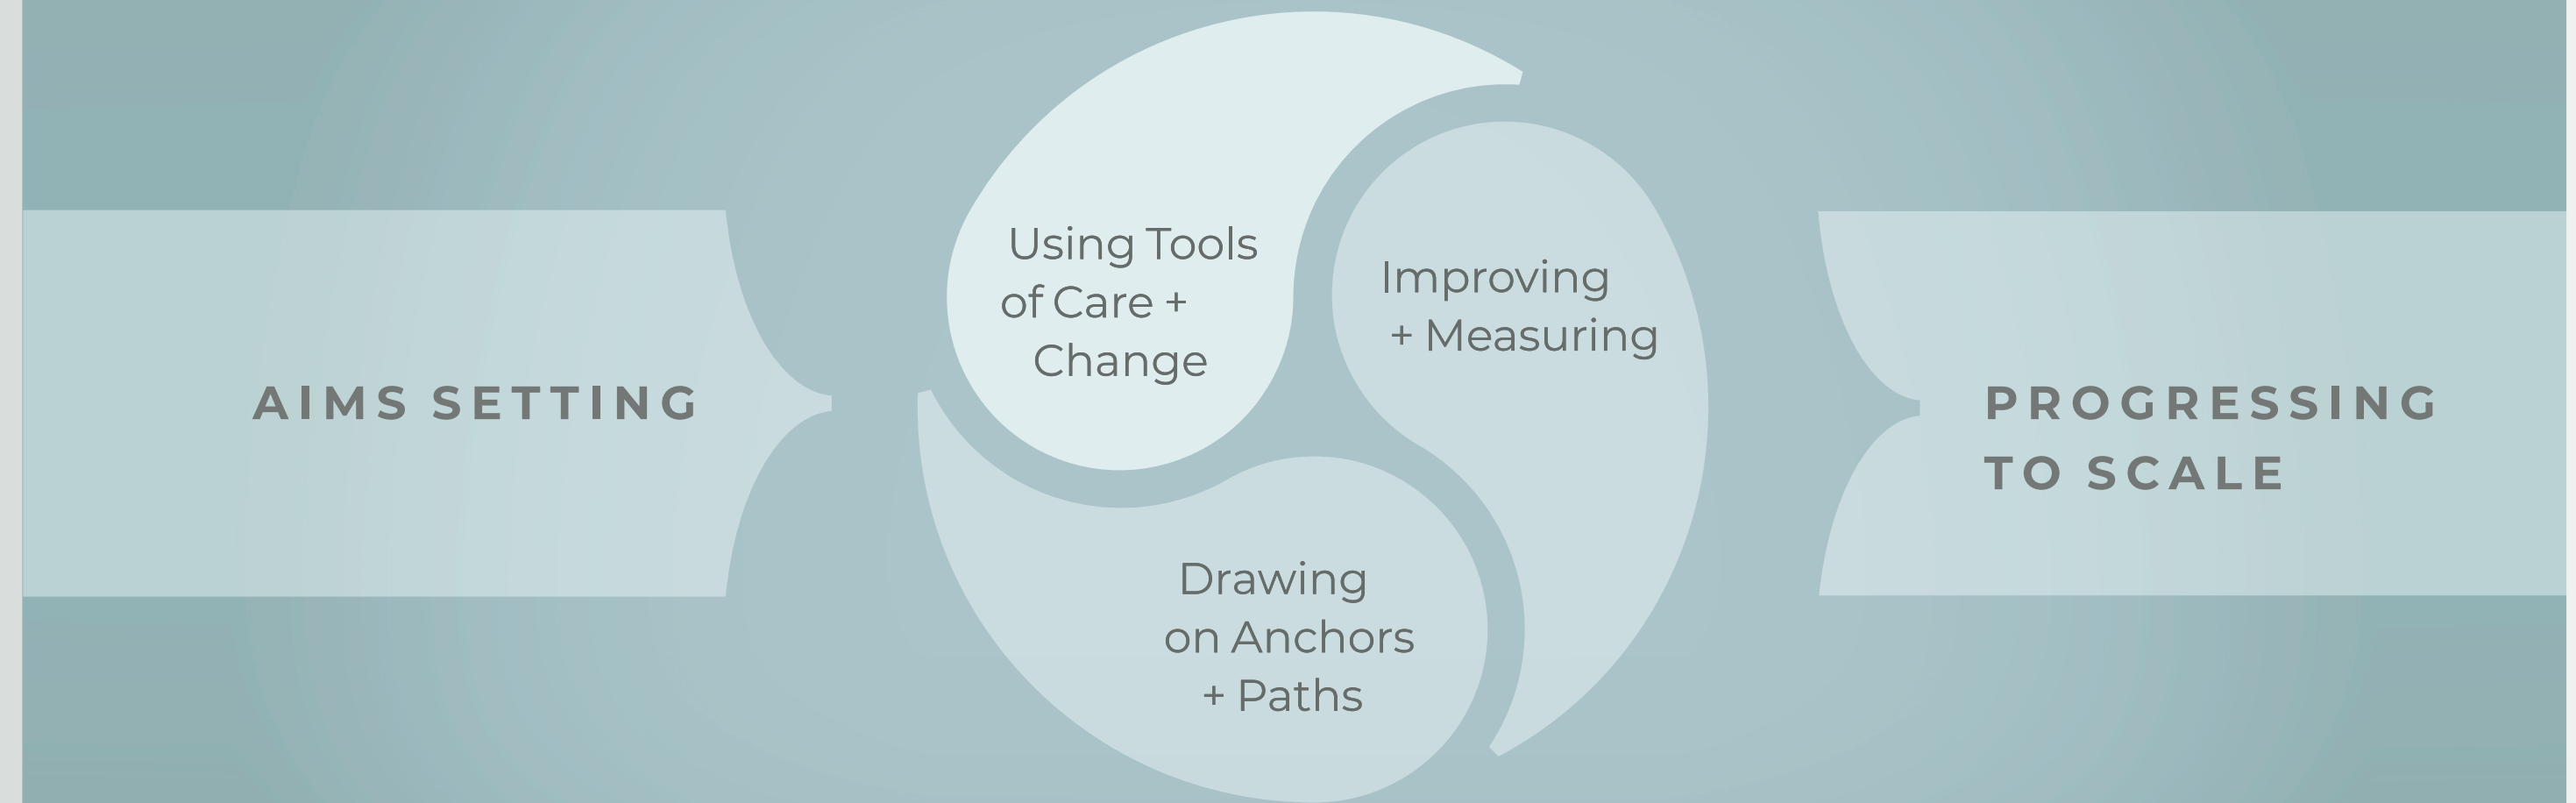 AIMS SETTING
Using Tools
of Care +
Change
Improving
+ Measuring
Drawing
on Anchors
+ Paths
PROGRESSING
TO SCALE